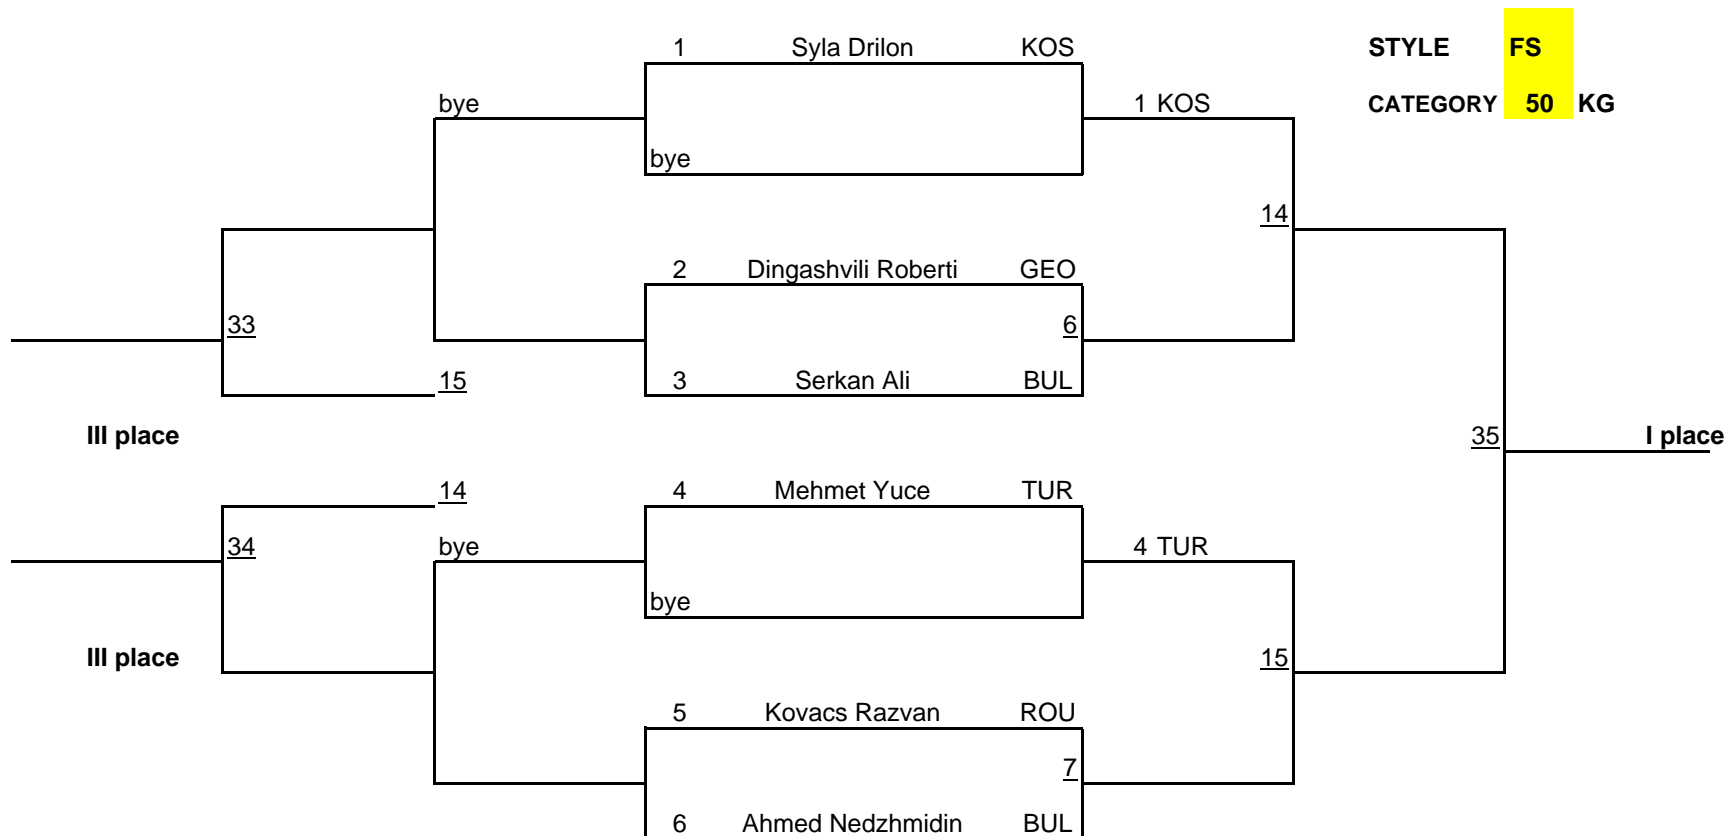 1 Syla Drilon KOS STYLE FS
bye 1 KOS CATEGORY 50 KG
bye
14
2 Dingashvili Roberti GEO
33 6
15 3 Serkan Ali BUL
III place 35 I place
14 4 Mehmet Yuce TUR
34 bye 4 TUR
bye
III place 15
5 Kovacs Razvan ROU
7
6 Ahmed Nedzhmidin BUL